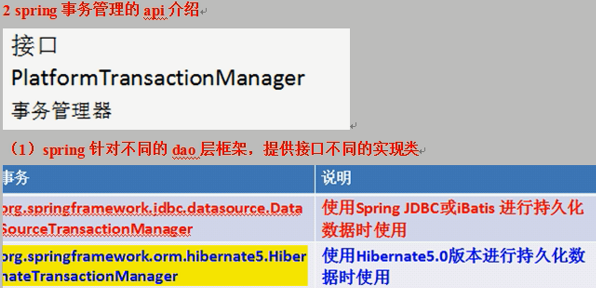 2 spring 事务管理的 api 介绍
接口
PlatformTransactionManager
事务管理器
（1）spring 针对不同的 dao 层框架，提供接口不同的实现类
事务
说明
org.springframework.jdbc.datasource.Data
SourceTransactionManager
使用Spring JDBC或iBatis 进行持久化
数据时使用
org.springframework.orm.hibernate5.Hiber
nateTransactionManager
使用Hibernate5.0版本进行持久化数
据时使用